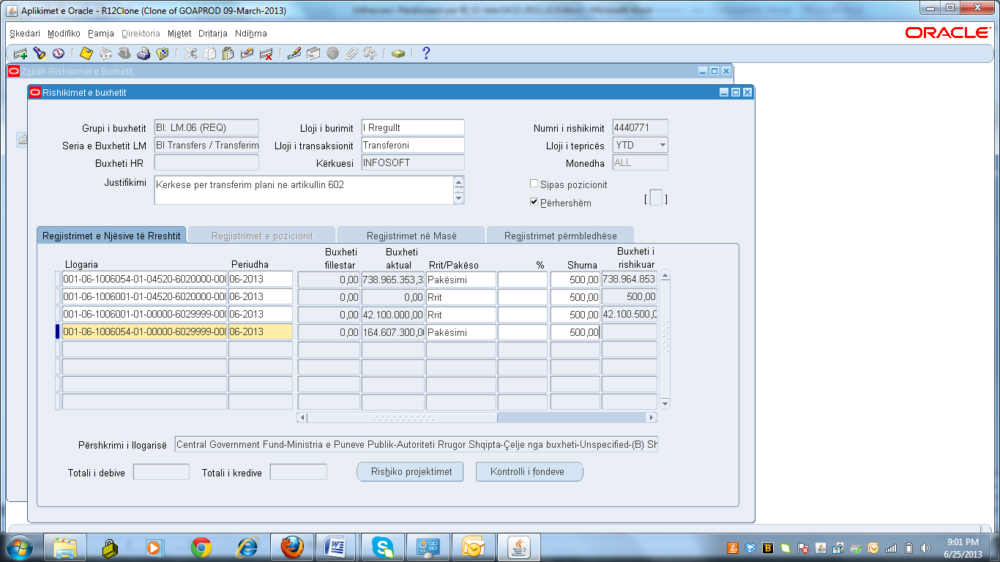 Aplikimet e Oracle - R12Clone (Clone of GOAPROD 09-March-2013)
Skedari Modifiko Pamja Direktoria Mjetet Dritarja Ndihma
ORACLE
Zgjidh Rishikimet e Buxhetit
Rishikimet e buxhetit
Grupi i buxhetit BI: LM.06 (REQ) Lloji i burimit I Rregullt Numri i rishikimit 4440771
Seria e Buxhetit LM BI Transfers / Transferim Lloji i transaksionit Transferoni Lloji i tepricës YTD
Buxheti HR Kërkuesi INFOSOFT Monedha ALL
Justifikimi Kerkese per transferim plani ne artikullin 602 Sipas pozicionit
Përhershëm [ ]
Regjistrimet e Njësive të Rreshtit Regjistrimet e pozicionit Regjistrimet në Masë Regjistrimet përmbledhëse
Buxheti Buxheti Buxheti i
Llogaria Periudha fillestar aktual Rrit/Pakëso % Shuma rishikuar
001-06-1006054-01-04520-6020000-000 06-2013 0,00 738.965.353,3 Pakësimi 500,00 738.964.853
001-06-1006001-01-04520-6020000-000 06-2013 0,00 0,00 Rrit 500,00 500,00
001-06-1006001-01-00000-6029999-000 06-2013 0,00 42.100.000,00 Rrit 500,00 42.100.500,0
001-06-1006054-01-00000-6029999-000 06-2013 0,00 164.607.300,0 Pakësimi 500,00
Përshkrimi i llogarisë Central Government Fund-Ministria e Puneve Publik-Autoriteti Rrugor Shqipta-Çelje nga buxheti-Unspecified-(B) Sh
Totali i debive Totali i kredive Rishiko projektimet Kontrolli i fondeve
9:01 PM
6/25/2013